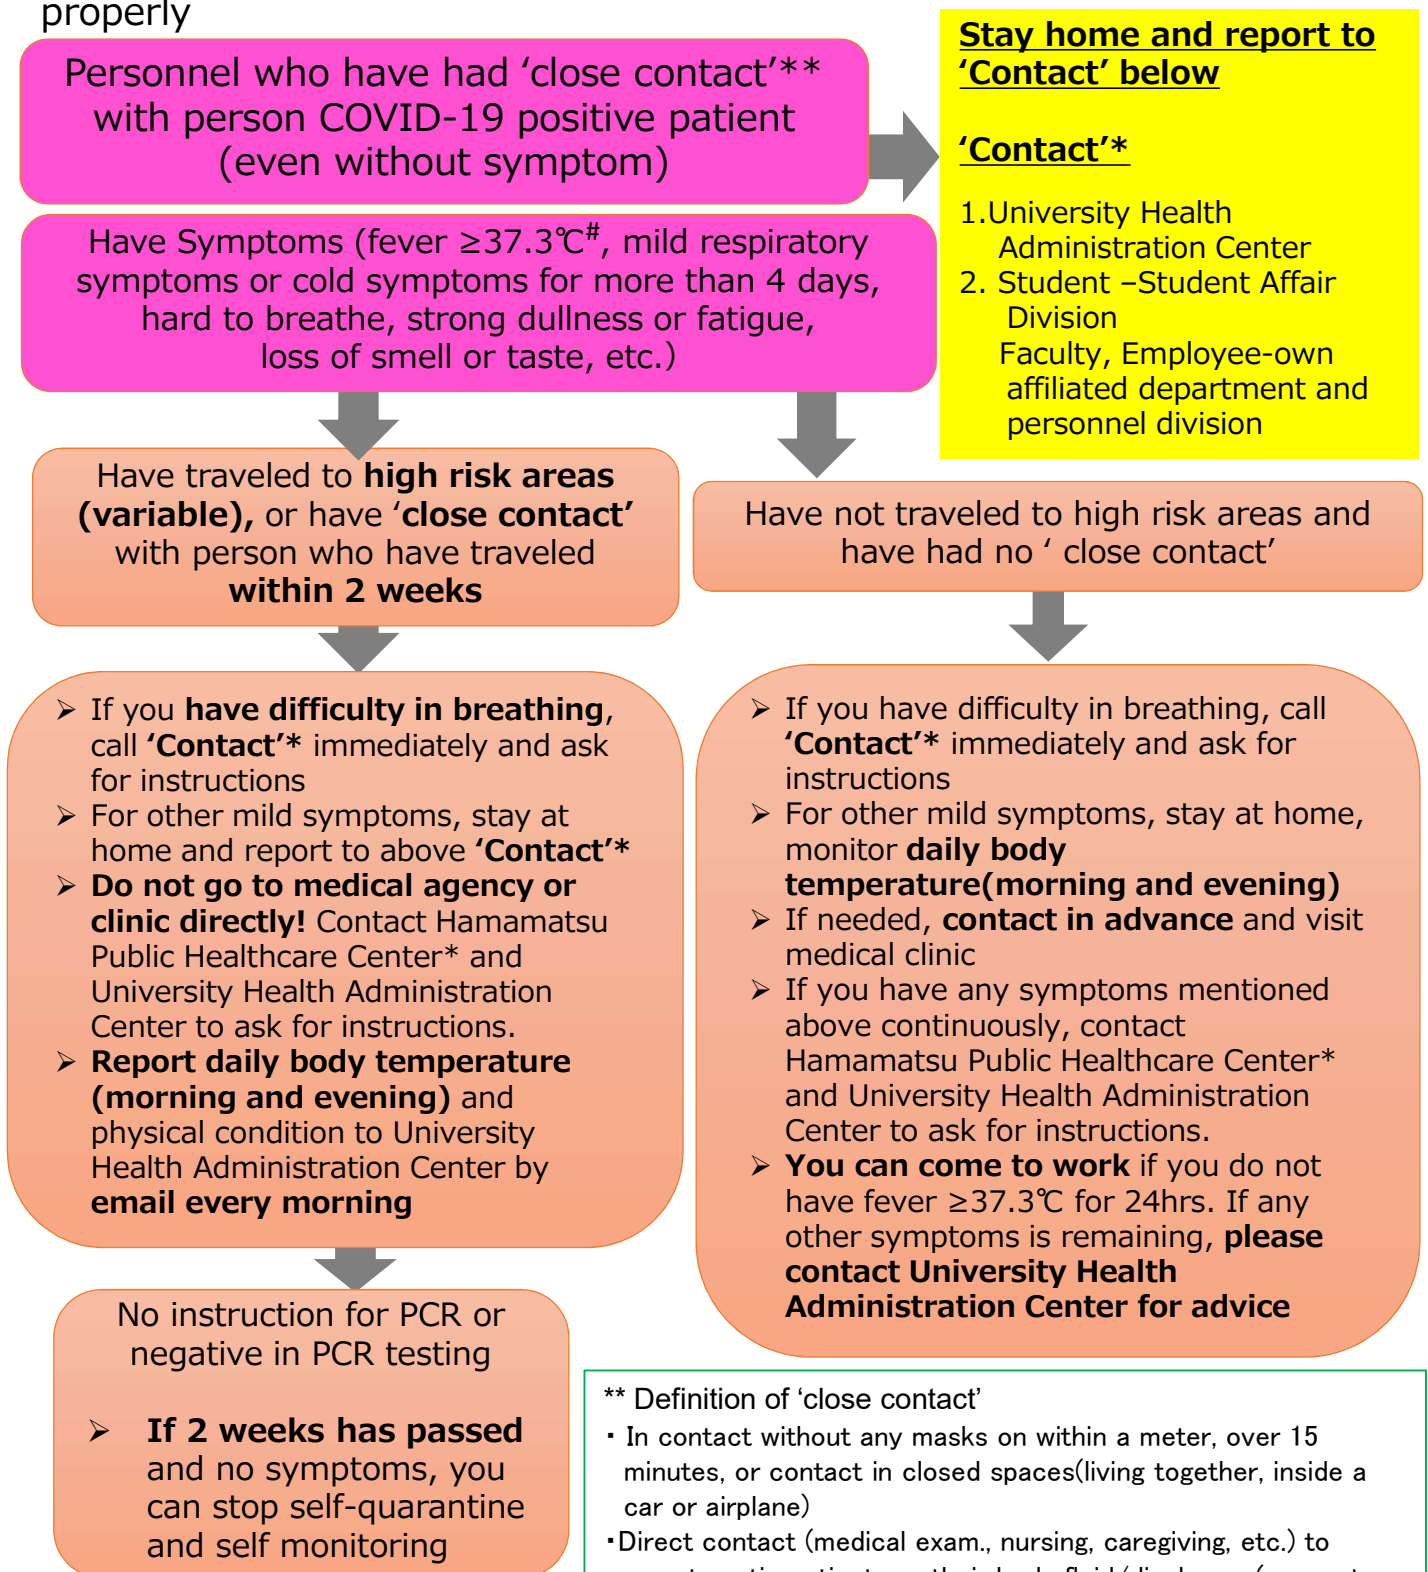 properly
Personnel who have had ‘close contact’**
with person COVID-19 positive patient
(even without symptom)
Stay home and report to
‘Contact’ below
‘Contact’*
1.University Health
Administration Center
2. Student –Student Affair
Division
Faculty, Employee-own
affiliated department and
personnel division
Have Symptoms (fever ≥37.3℃#, mild respiratory
symptoms or cold symptoms for more than 4 days,
hard to breathe, strong dullness or fatigue,
loss of smell or taste, etc.)
Have traveled to high risk areas
(variable), or have ‘close contact’
with person who have traveled
within 2 weeks
Have not traveled to high risk areas and
have had no ‘ close contact’
➢ If you have difficulty in breathing,
call ‘Contact’* immediately and ask
for instructions
➢ For other mild symptoms, stay at
home and report to above ‘Contact’*
➢ Do not go to medical agency or
clinic directly! Contact Hamamatsu
Public Healthcare Center* and
University Health Administration
Center to ask for instructions.
➢ Report daily body temperature
(morning and evening) and
physical condition to University
Health Administration Center by
email every morning
➢ If you have difficulty in breathing, call
‘Contact’* immediately and ask for
instructions
➢ For other mild symptoms, stay at home,
monitor daily body
temperature(morning and evening)
➢ If needed, contact in advance and visit
medical clinic
➢ If you have any symptoms mentioned
above continuously, contact
Hamamatsu Public Healthcare Center*
and University Health Administration
Center to ask for instructions.
➢ You can come to work if you do not
have fever ≥37.3℃ for 24hrs. If any
other symptoms is remaining, please
contact University Health
Administration Center for advice
No instruction for PCR or
negative in PCR testing
➢ If 2 weeks has passed
and no symptoms, you
can stop self-quarantine
and self monitoring
** Definition of ‘close contact’
・In contact without any masks on within a meter, over 15
minutes, or contact in closed spaces(living together, inside a
car or airplane)
・Direct contact (medical exam., nursing, caregiving, etc.) to